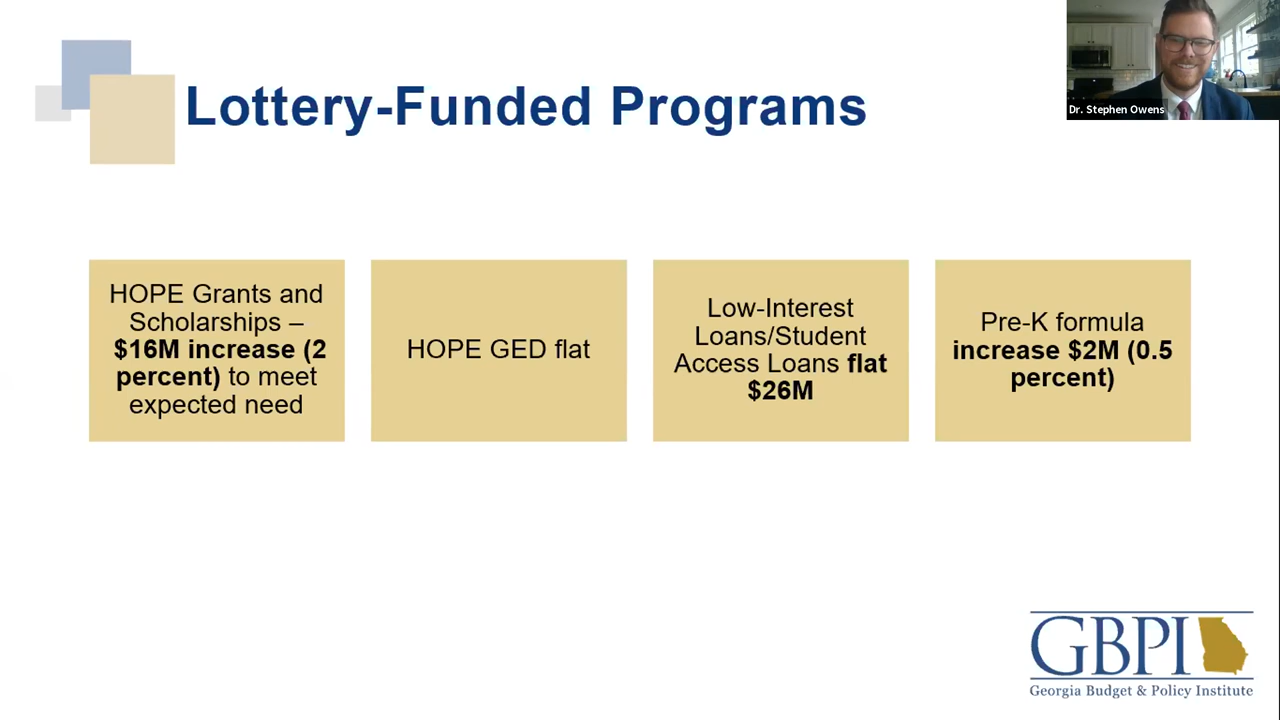 Lottery-Funded Programs
Dr. Stephen Owens
HOPE Grants and
Scholarships –
$16M increase (2
percent) to meet
expected need
HOPE GED flat
Low-Interest
Loans/Student
Access Loans flat
$26M
Pre-K formula
increase $2M (0.5
percent)
GBPI
Georgia Budget & Policy Institute